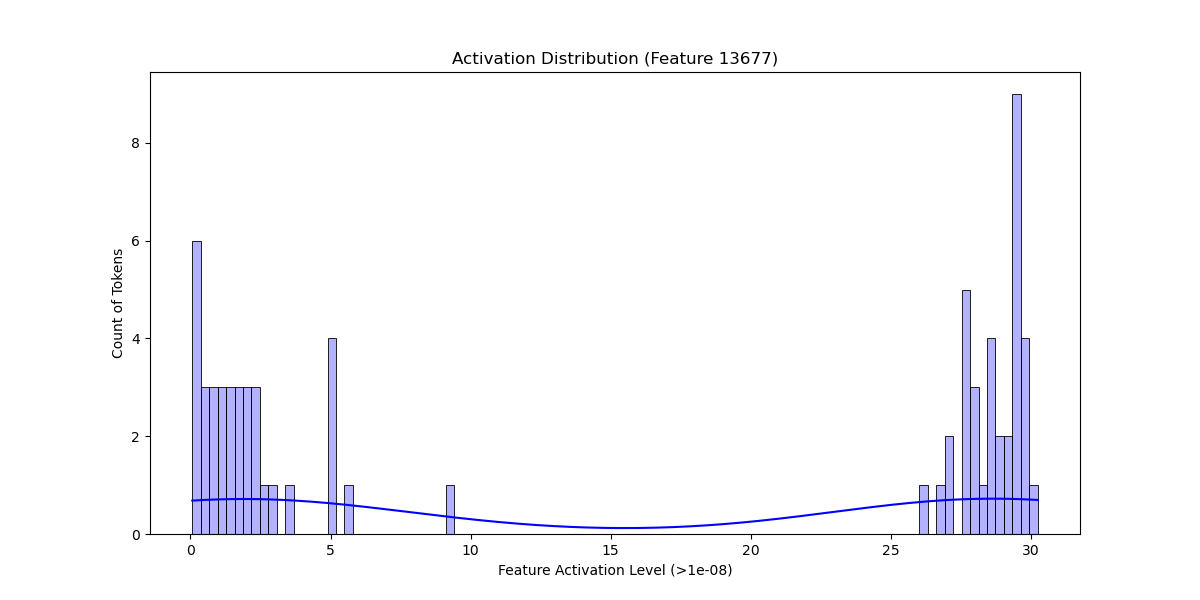 Activation Distribution (Feature 13677)
8
6
4
2
0
Count of Tokens
0 5 10 15 20 25 30
Feature Activation Level (>1e-08)